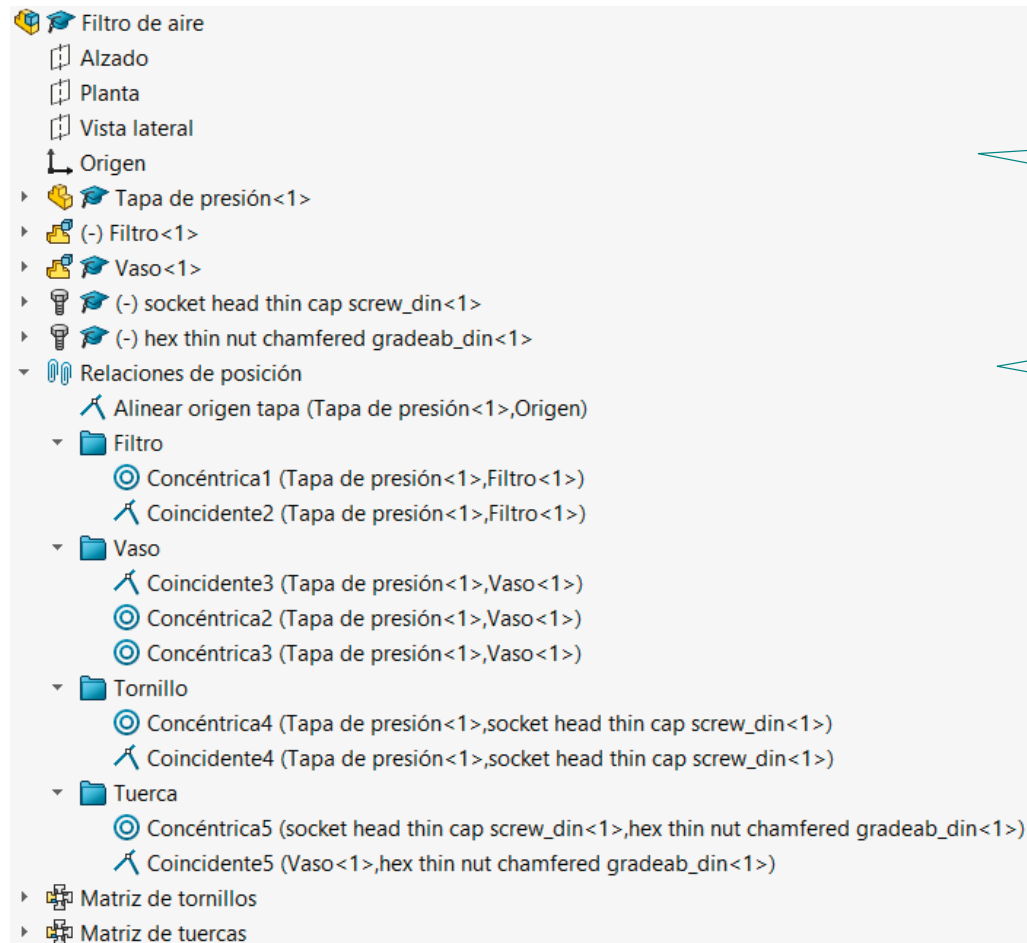 Filtro de aire
Alzado
Planta
Vista lateral
Origen
Tapa de presión<1>
(-) Filtro<1>
Vaso<1>
(-) socket head thin cap screw_din<1>
(-) hex thin nut chamfered gradeab_din<1>
Relaciones de posición
Alinear origen tapa (Tapa de presión<1>,Origen)
Filtro
Concéntrica1 (Tapa de presión<1>,Filtro<1>)
Coincidente2 (Tapa de presión<1>,Filtro<1>)
Vaso
Coincidente3 (Tapa de presión<1>,Vaso<1>)
Concéntrica2 (Tapa de presión<1>,Vaso<1>)
Concéntrica3 (Tapa de presión<1>,Vaso<1>)
Tornillo
Concéntrica4 (Tapa de presión<1>,socket head thin cap screw_din<1>)
Coincidente4 (Tapa de presión<1>,socket head thin cap screw_din<1>)
Tuerca
Concéntrica5 (socket head thin cap screw_din<1>,hex thin nut chamfered gradeab_din<1>)
Coincidente5 (Vaso<1>,hex thin nut chamfered gradeab_din<1>)
Matriz de tornillos
Matriz de tuercas